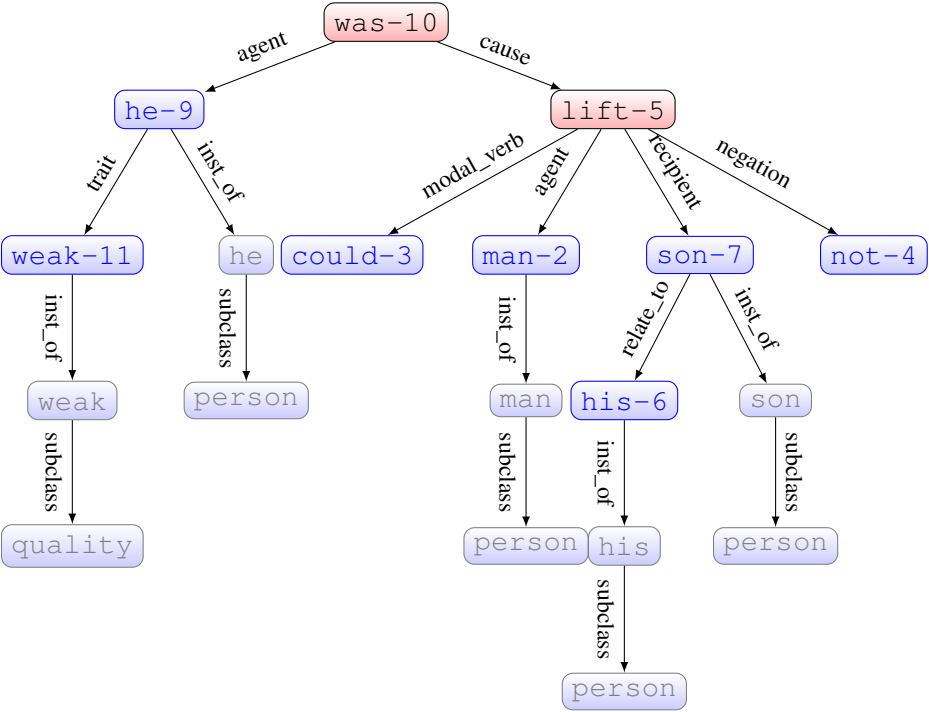 was-10
agent
cause
he-9
lift-5
trait
inst_of
modal_verb
agent
recipient
negation
weak-11
he
could-3
man-2
son-7
not-4
inst_of
subclass
inst_of
relate_to
inst_of
weak
person
man
his-6
son
subclass
subclass
inst_of
subclass
quality
person
his
person
subclass
person